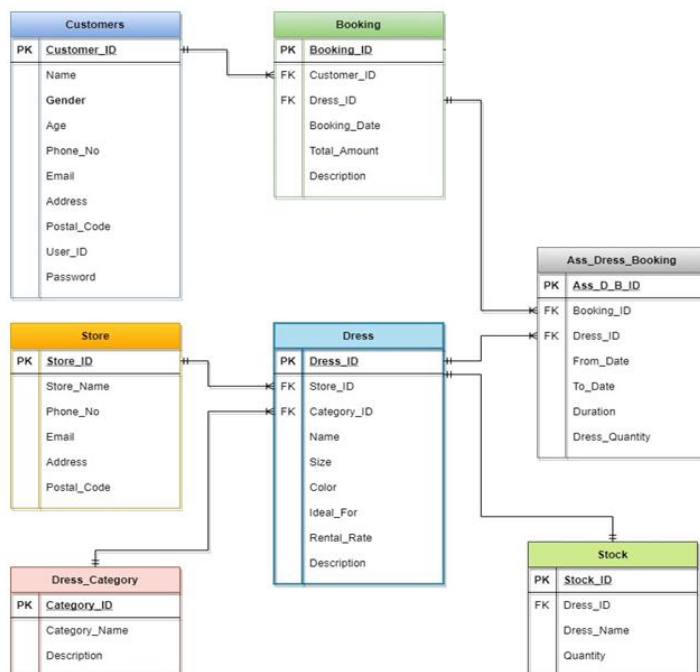 Customers
PK Customer_ID
Name
Gender
Age
Phone_No
Email
Address
Postal_Code
User_ID
Password
Booking
PK Booking_ID
FK Customer_ID
FK Dress_ID
Booking_Date
Total_Amount
Description
Ass_Dress_Booking
PK Ass_D_B_ID
FK Booking_ID
FK Dress_ID
From_Date
To_Date
Duration
Dress_Quantity
Store
PK Store_ID
Store_Name
Phone_No
Email
Address
Postal_Code
Dress
PK Dress_ID
FK Store_ID
FK Category_ID
Name
Size
Color
Ideal_For
Rental_Rate
Description
Dress_Category
PK Category_ID
Category_Name
Description
Stock
PK Stock_ID
FK Dress_ID
Dress_Name
Quantity